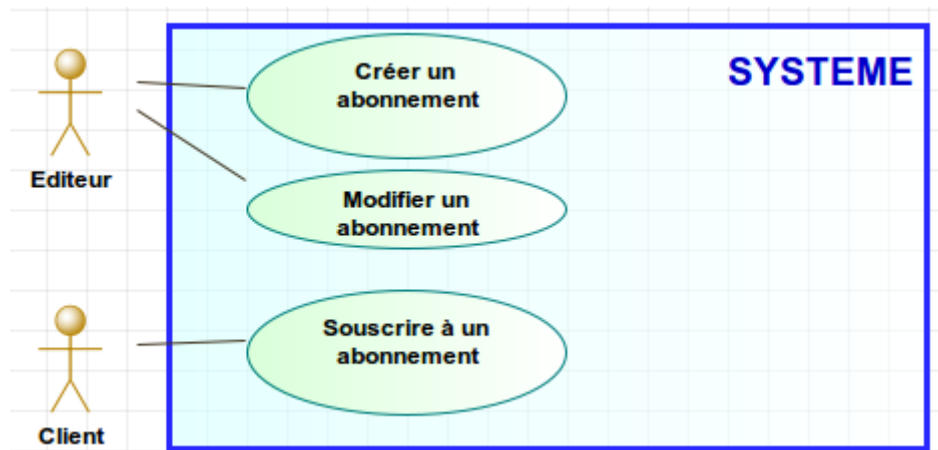 SYSTEME
Créer un
abonnement
Editeur
Modifier un
abonnement
Souscrire à un
abonnement
Client